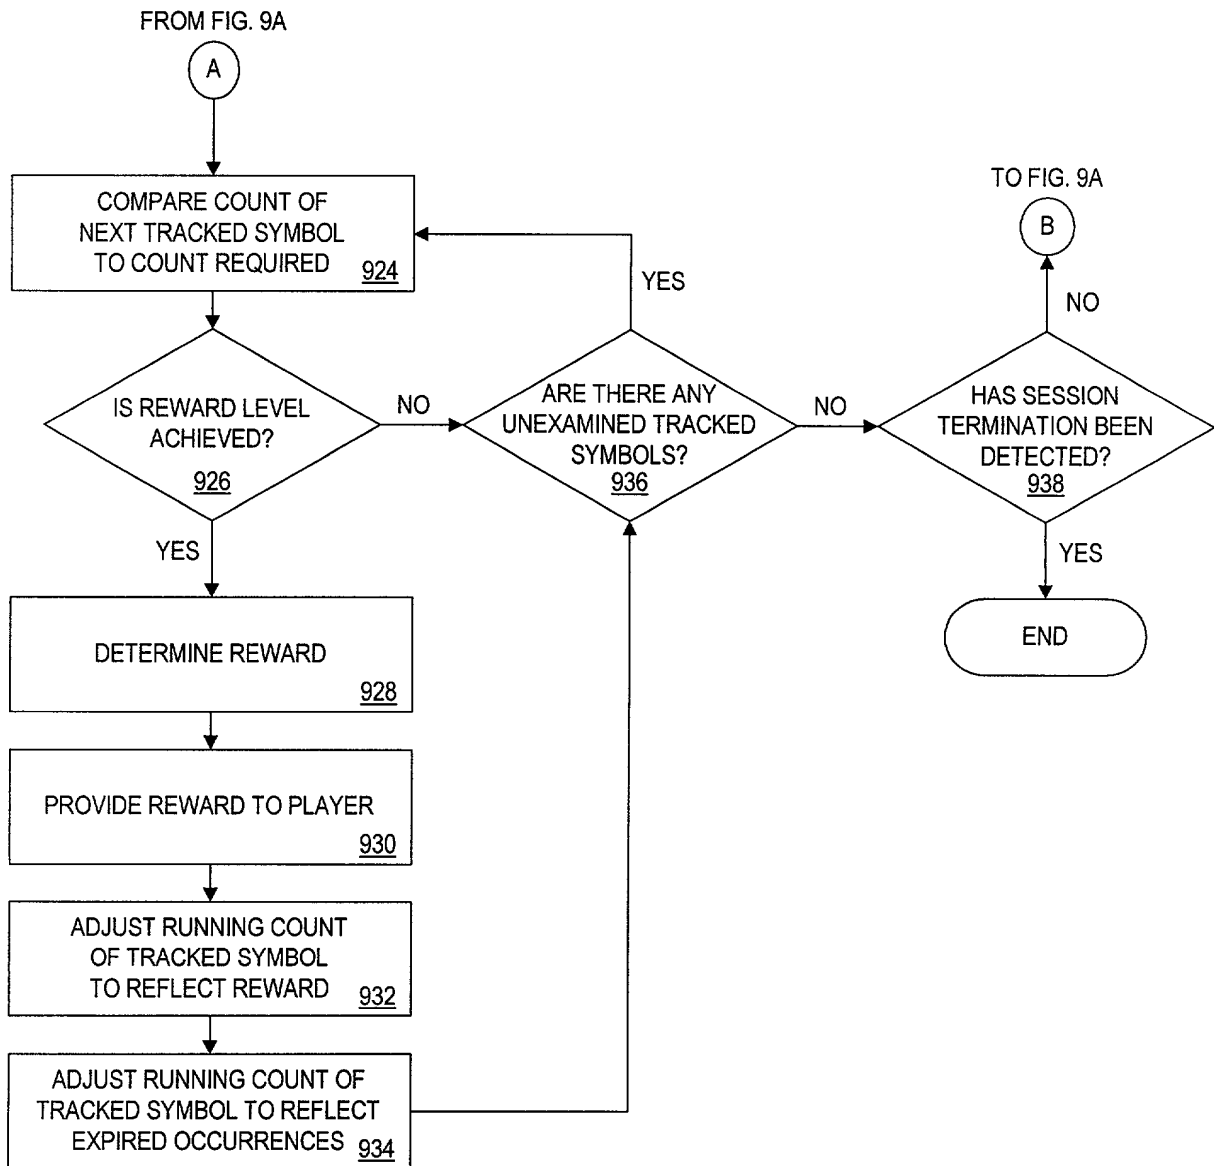 FROM FIG. 9A
A
COMPARE COUNT OF
NEXT TRACKED SYMBOL
TO COUNT REQUIRED
924
IS REWARD LEVEL
ACHIEVED?
926
NO
YES
DETERMINE REWARD
928
PROVIDE REWARD TO PLAYER
930
ADJUST RUNNING COUNT
OF TRACKED SYMBOL
TO REFLECT REWARD
932
ADJUST RUNNING COUNT OF
TRACKED SYMBOL TO REFLECT
EXPIRED OCCURRENCES
934
YES
ARE THERE ANY
UNEXAMINED TRACKED
SYMBOLS?
936
NO
TO FIG. 9A
B
NO
HAS SESSION
TERMINATION BEEN
DETECTED?
938
YES
END